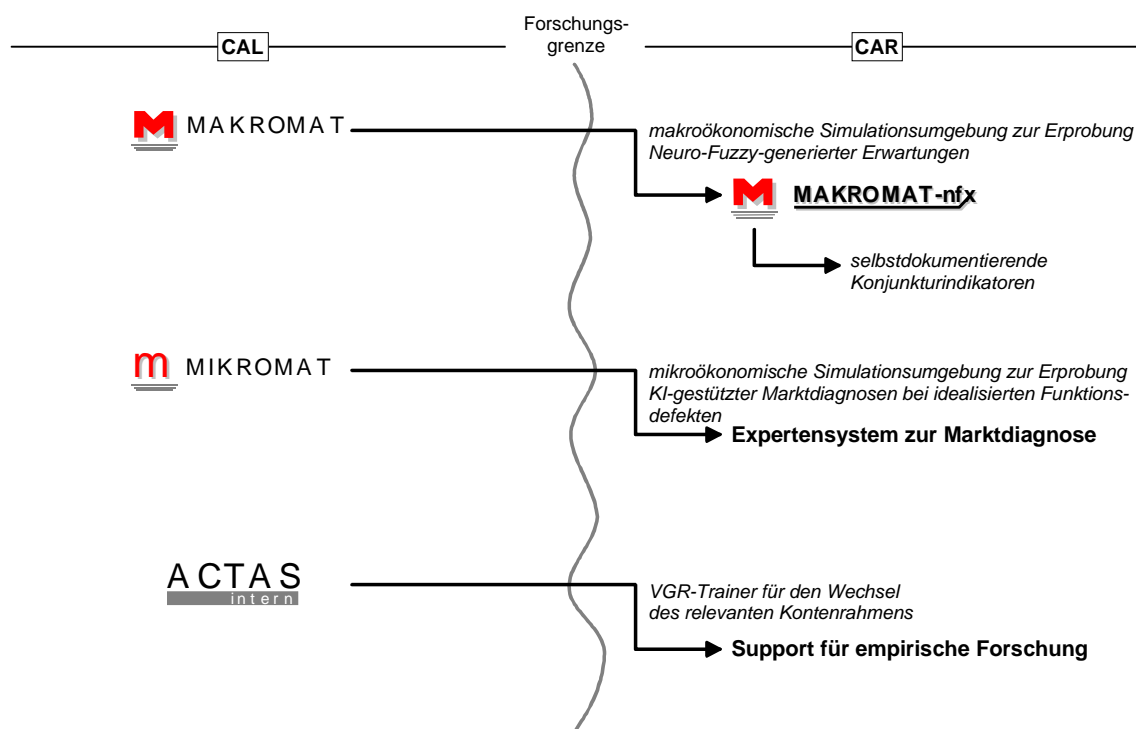 Forschungs-
grenze
CAL
CAR
M MAKROMAT
makroökonomische Simulationsumgebung zur Erprobung
Neuro-Fuzzy-generierter Erwartungen
M MAKROMAT-nfx
selbstdokumentierende
Konjunkturindikatoren
m MIKROMAT
mikroökonomische Simulationsumgebung zur Erprobung
KI-gestützter Marktdiagnosen bei idealisierten Funktions-
defekten
Expertensystem zur Marktdiagnose
ACTAS
intern
VGR-Trainer für den Wechsel
des relevanten Kontenrahmens
Support für empirische Forschung